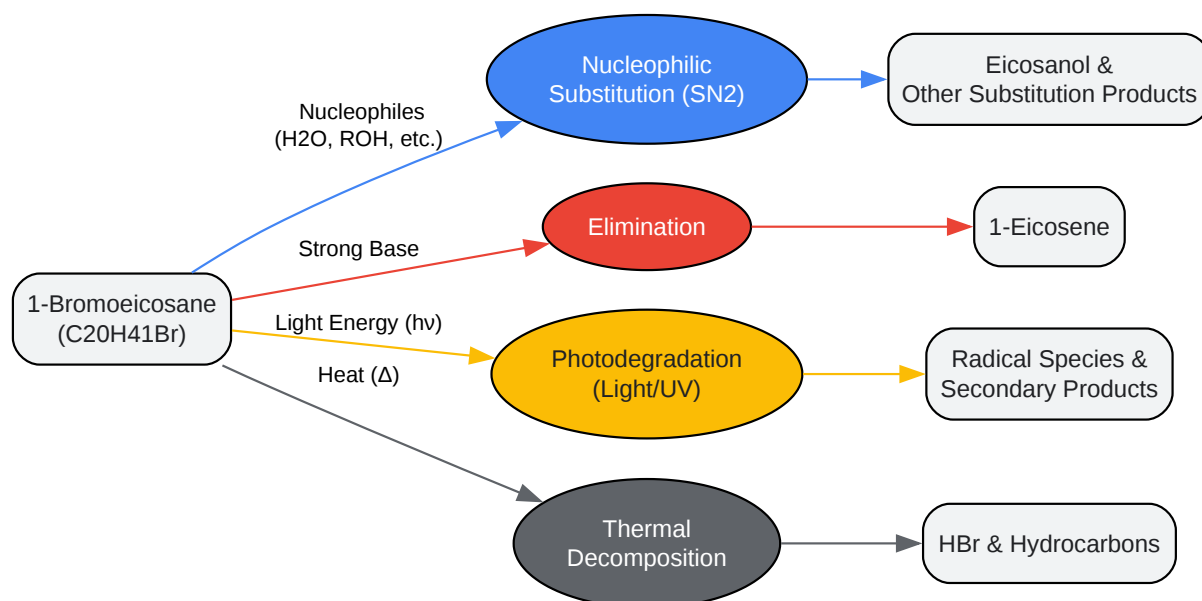 1-Bromoeicosane
(C20H41Br)
Nucleophiles
(H2O, ROH, etc.)
Nucleophilic
Substitution (SN2)
Eicosanol &
Other Substitution Products
Strong Base
Elimination
1-Eicosene
Light Energy (hν)
Photodegradation
(Light/UV)
Radical Species &
Secondary Products
Heat (Δ)
Thermal
Decomposition
HBr & Hydrocarbons